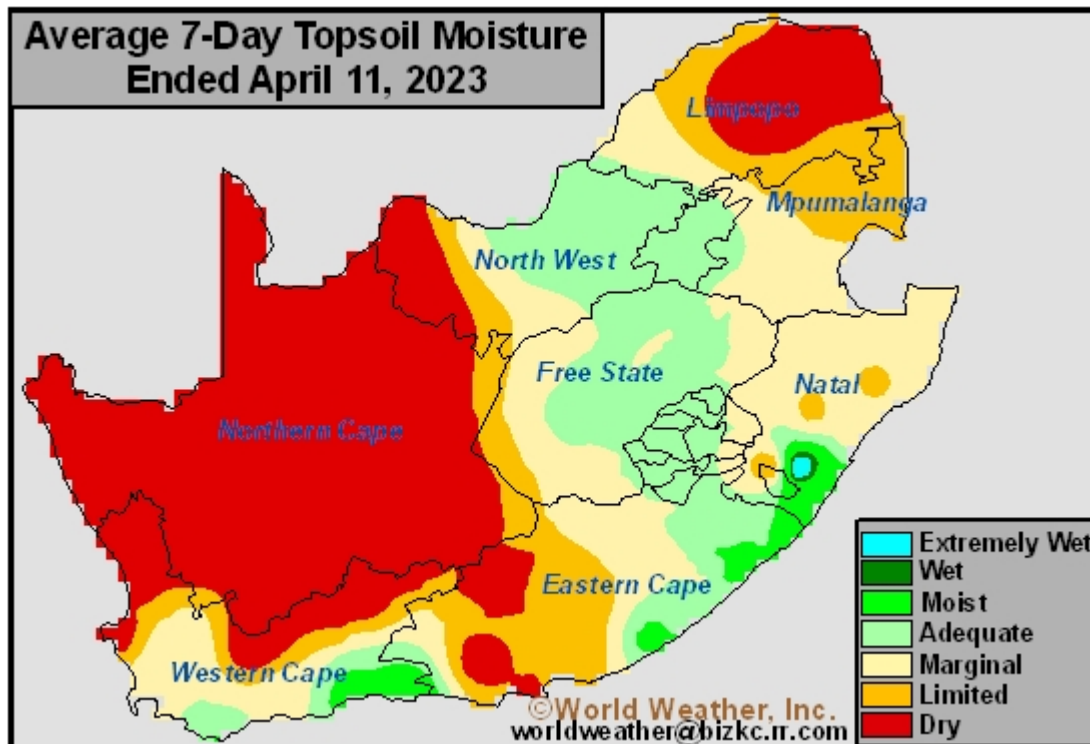 Average 7-Day Topsoil Moisture
Ended April 11, 2023
Limpopo
Mpumalanga
North West
Free State
Natal
Northern Cape
Eastern Cape
Western Cape
Extremely Wet
Wet
Moist
Adequate
Marginal
Limited
Dry
©World Weather, Inc.
worldweather@bizkc.rr.com